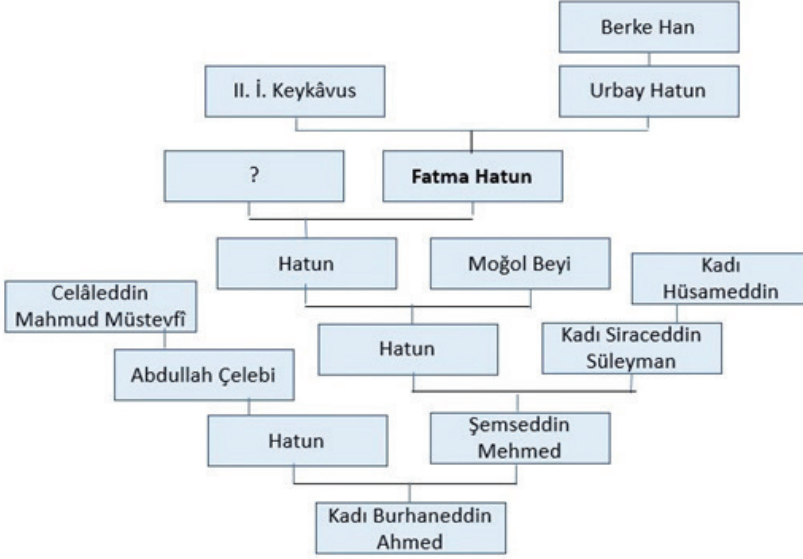 Berke Han
II. İ. Keykâvus
Urbay Hatun
?
Fatma Hatun
Hatun
Moğol Beyi
Kadı
Hüsameddin
Celâleddin
Mahmud Müstevfî
Hatun
Kadı Siraceddin
Süleyman
Abdullah Çelebi
Hatun
Şemseddin
Mehmed
Kadı Burhaneddin
Ahmed